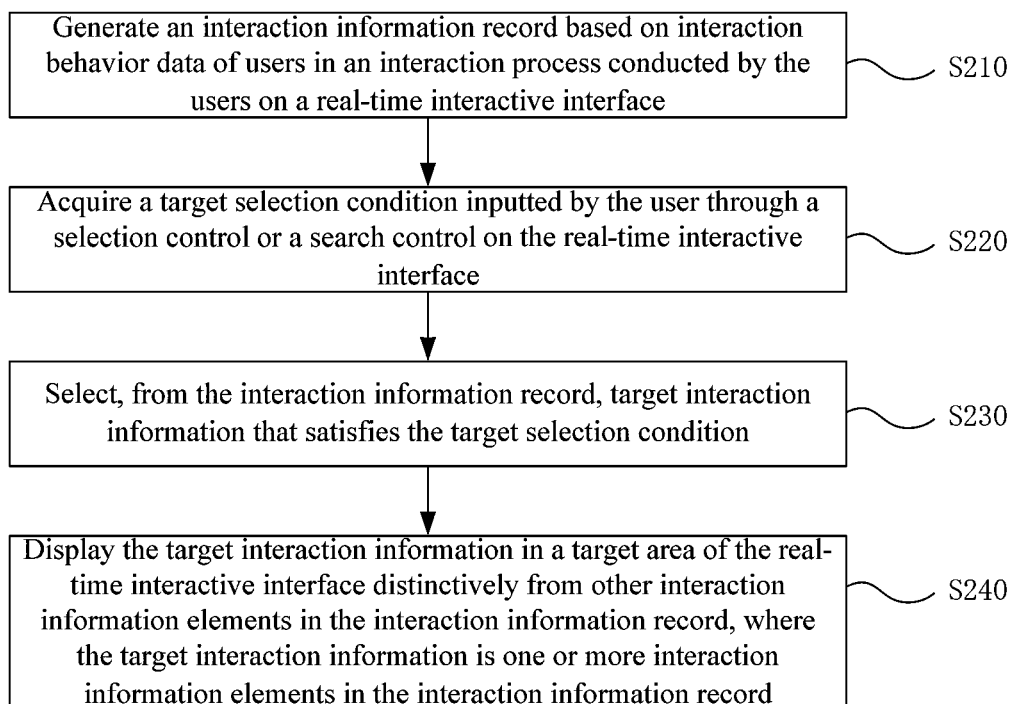 Generate an interaction information record based on interaction
behavior data of users in an interaction process conducted by the
users on a real-time interactive interface
S210
Acquire a target selection condition inputted by the user through a
selection control or a search control on the real-time interactive
interface
S220
Select, from the interaction information record, target interaction
information that satisfies the target selection condition
S230
Display the target interaction information in a target area of the real-
time interactive interface distinctively from other interaction
information elements in the interaction information record, where
the target interaction information is one or more interaction
information elements in the interaction information record
S240